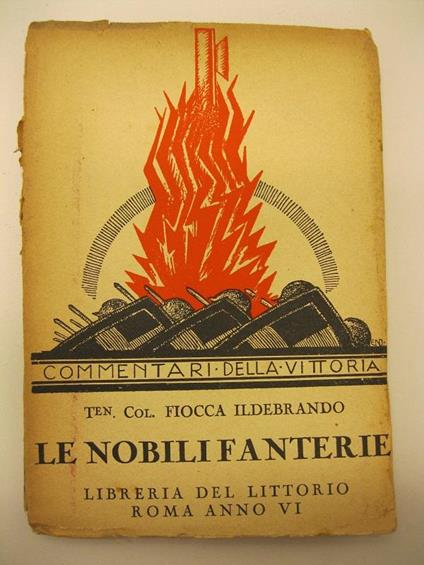 COMMENTARI · DELLA · VITTORIA
TEN. COL. FIOCCA ILDEBRANDO
LE NOBILI FANTERIE
LIBRERIA DEL LITTORIO
ROMA ANNO VI